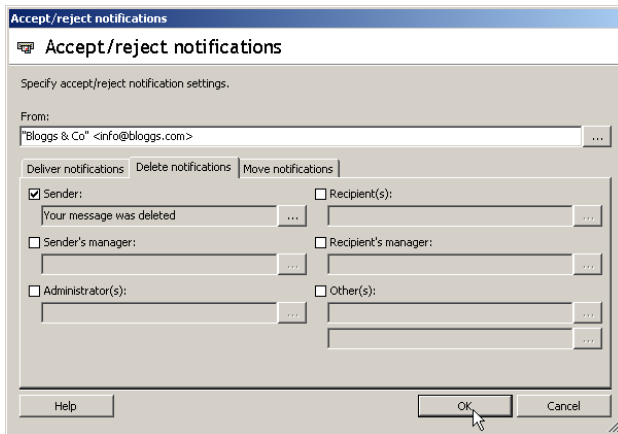 Accept/reject notifications
Accept/reject notifications
Specify accept/reject notification settings.
From:
"Bloggs & Co" <info@bloggs.com>
...
Deliver notifications Delete notifications Move notifications
Sender: Recipient(s):
Your message was deleted ... ...
Sender's manager: Recipient's manager:
... ...
Administrator(s): Other(s):
... ...
...
Help OK Cancel